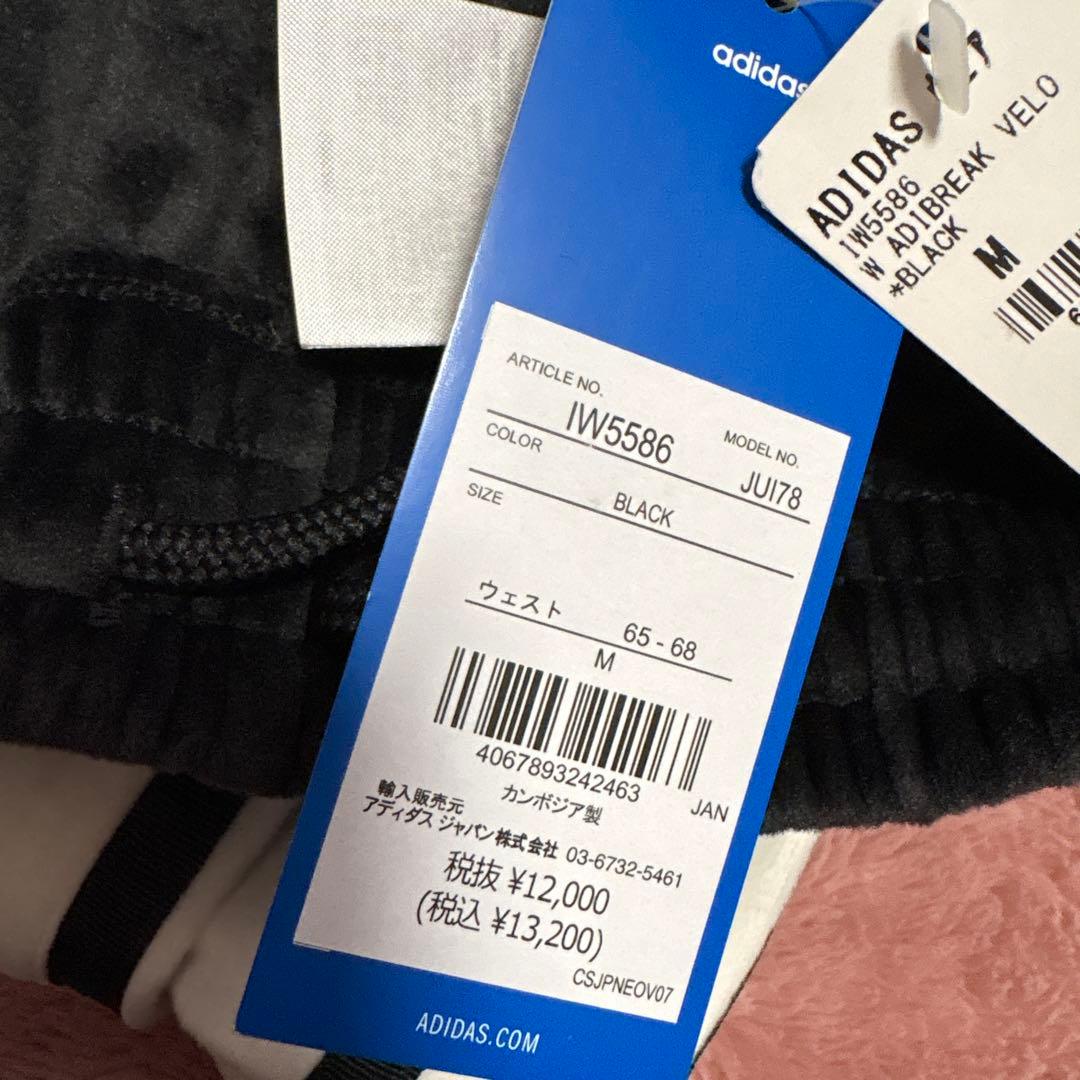 adidas
ADIDAS
IW5586
W ADIBREAK VELO
*BLACK
M
6
ARTICLE NO.
IW5586
MODEL NO.
JUI78
COLOR
BLACK
SIZE
ウェスト
65 - 68
M
4067893242463
JAN
カンボジア製
輸入販売元
アディダス ジャパン株式会社 03-6732-5461
税抜 ¥12,000
(税込 ¥13,200)
CSJPNEOV07
ADIDAS.COM